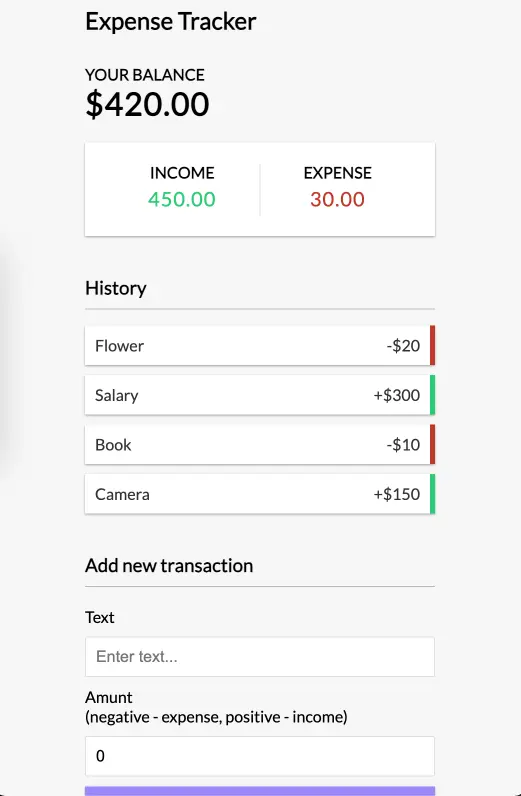 Expense Tracker
YOUR BALANCE
$420.00
INCOME EXPENSE
450.00 30.00
History
Flower -$20
Salary +$300
Book -$10
Camera +$150
Add new transaction
Text
Enter text...
Amunt
(negative - expense, positive - income)
0